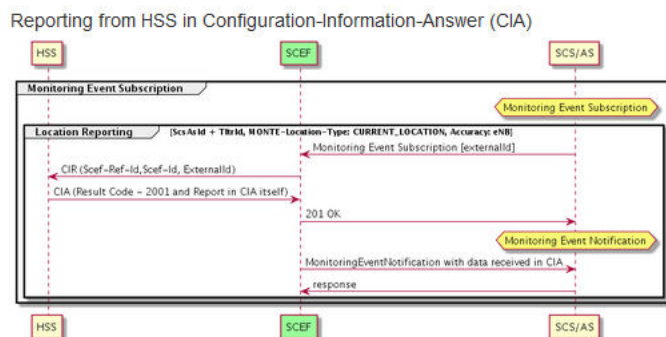 Reporting from HSS in Configuration-Information-Answer (CIA)
HSS SCEF SCS/AS
Monitoring Event Subscription
Monitoring Event Subscription
Location Reporting [ScsAsId + TltrId, MONTE-Location-Type: CURRENT_LOCATION, Accuracy: eNB]
Monitoring Event Subscription [externalId]
CIR (Scef-Ref-Id,Scef-Id, ExternalId)
CIA (Result Code - 2001 and Report in CIA itself)
201 OK
Monitoring Event Notification
MonitoringEventNotification with data received in CIA
response
HSS SCEF SCS/AS